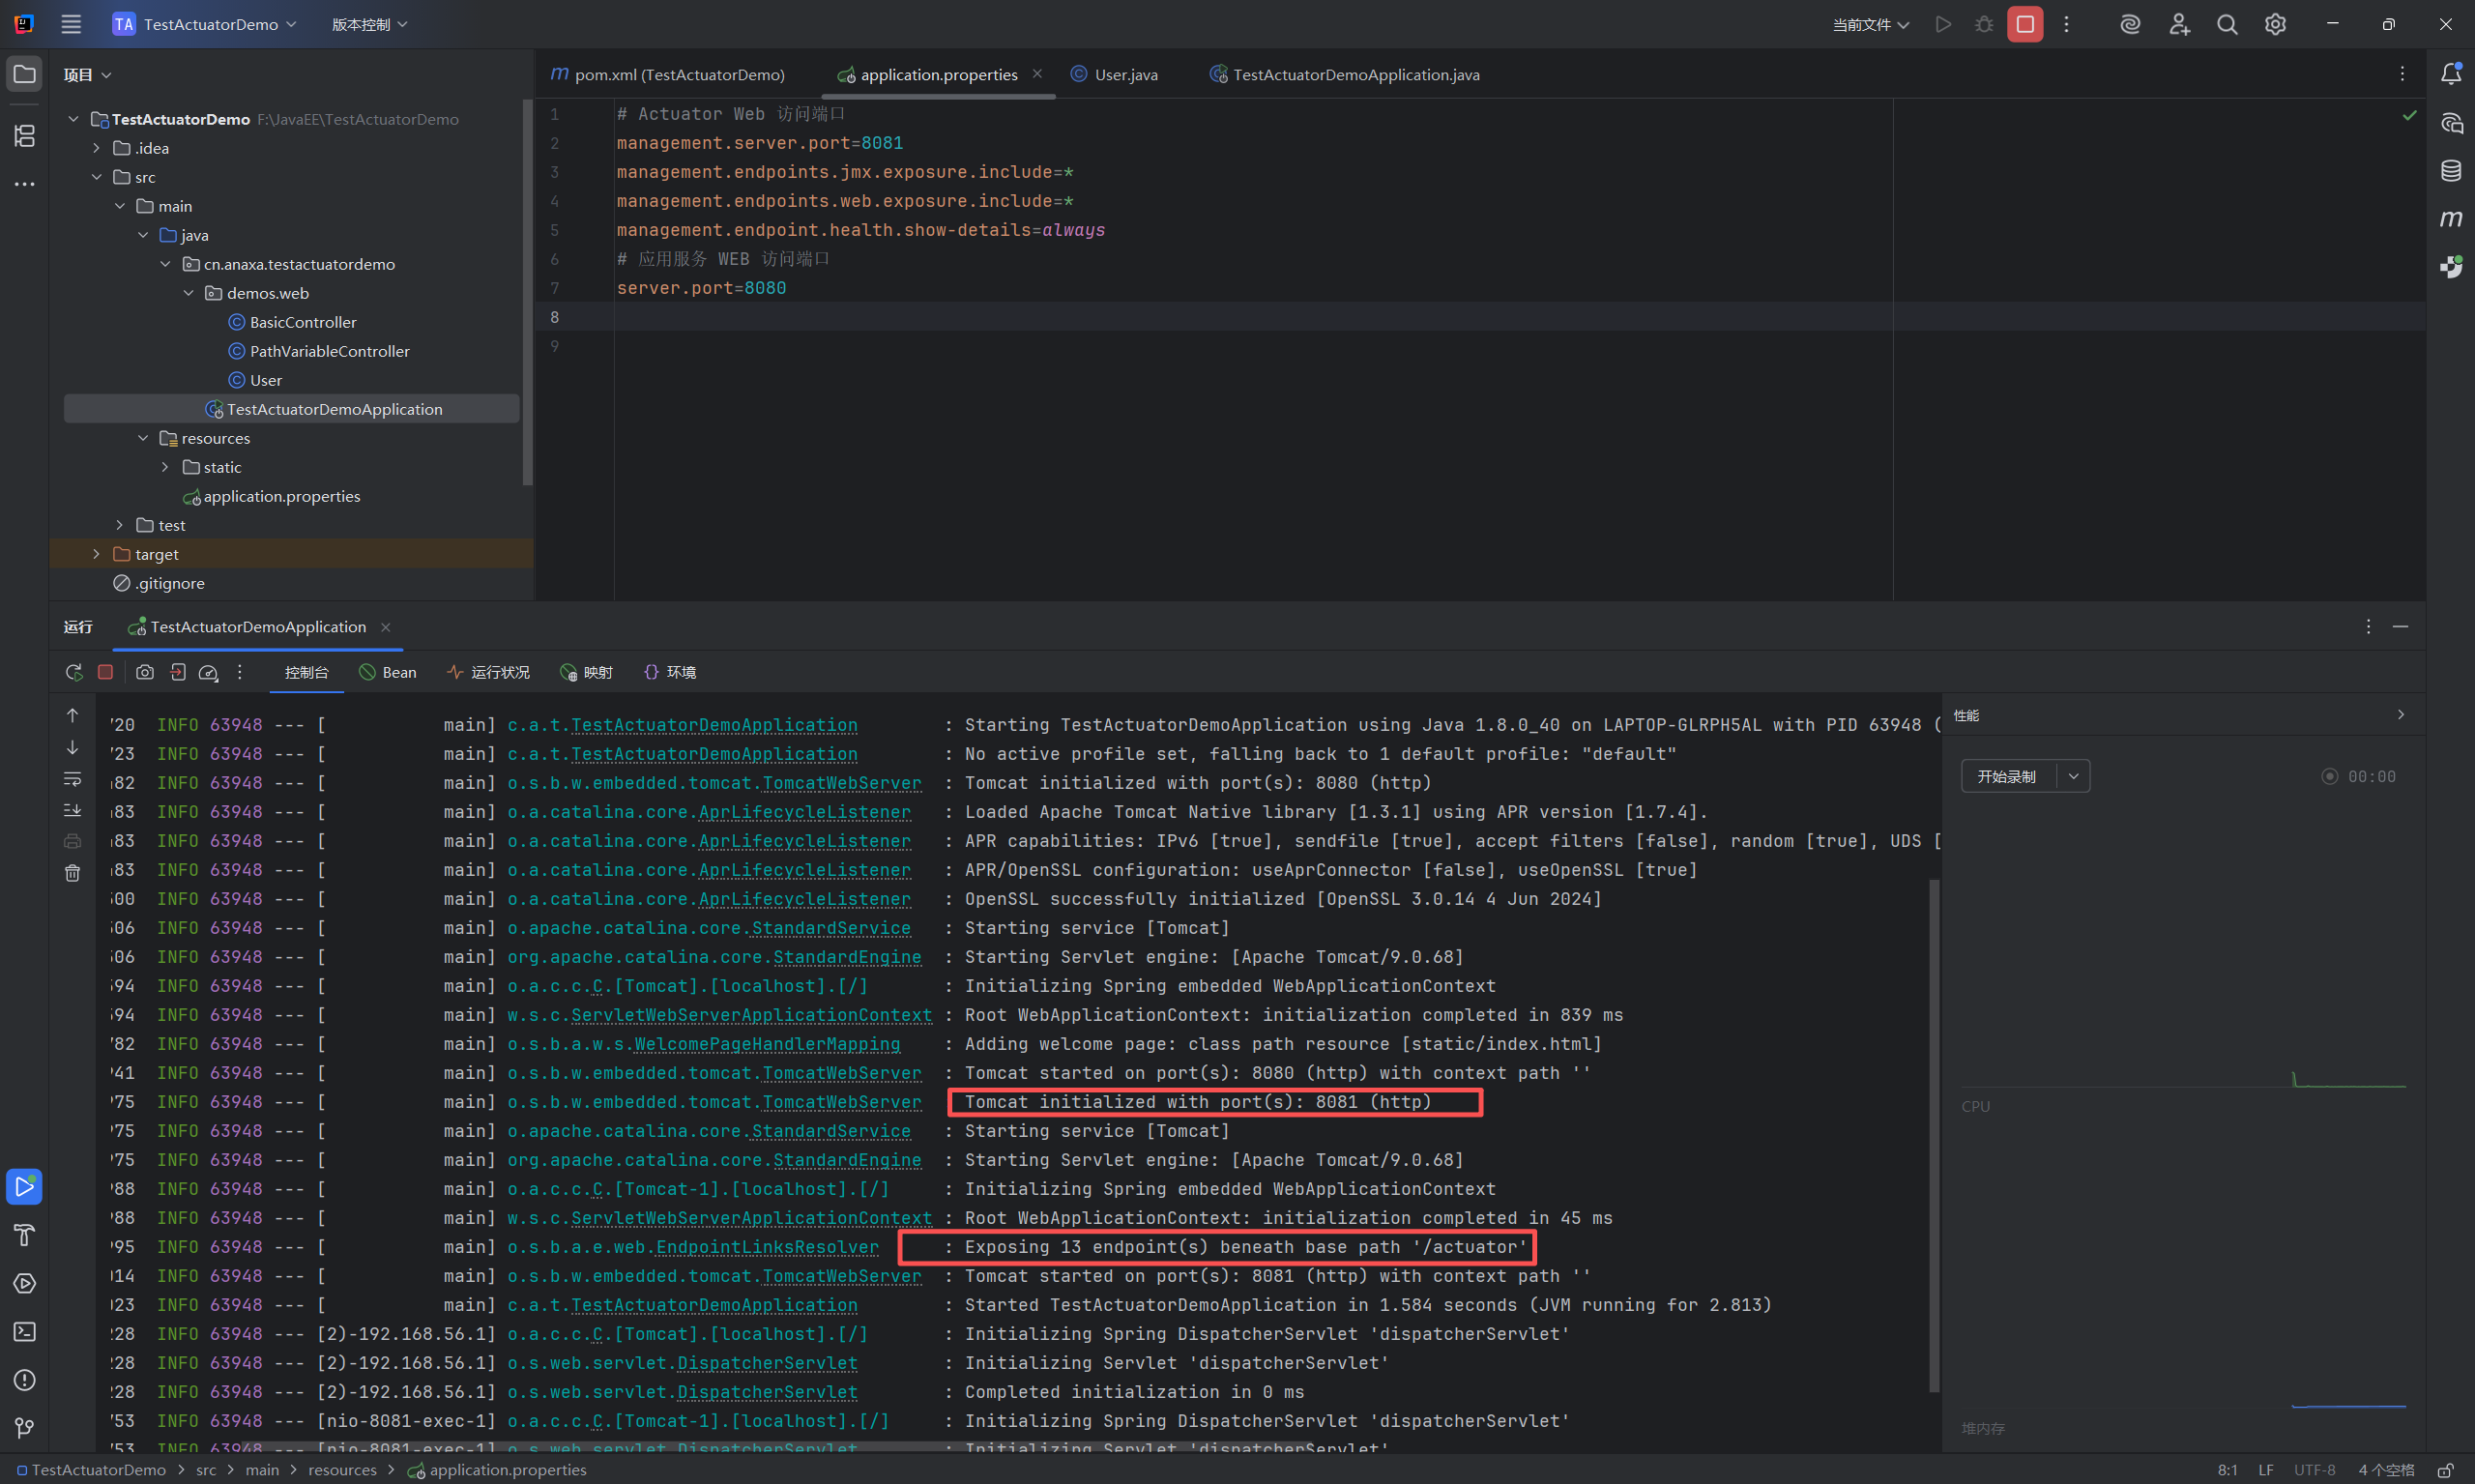 TA TestActuatorDemo 版本控制 当前文件
项目
TestActuatorDemo F:\JavaEE\TestActuatorDemo
.idea
src
main
java
cn.anaxa.testactuatordemo
demos.web
BasicController
PathVariableController
User
TestActuatorDemoApplication
resources
static
application.properties
test
target
.gitignore
pom.xml (TestActuatorDemo) application.properties User.java TestActuatorDemoApplication.java
1 # Actuator Web 访问端口
2 management.server.port=8081
3 management.endpoints.jmx.exposure.include=*
4 management.endpoints.web.exposure.include=*
5 management.endpoint.health.show-details=always
6 # 应用服务 WEB 访问端口
7 server.port=8080
8
9
运行 TestActuatorDemoApplication
控制台 Bean 运行状况 映射 环境
720 INFO 63948 --- [ main] c.a.t.TestActuatorDemoApplication : Starting TestActuatorDemoApplication using Java 1.8.0_40 on LAPTOP-GLRPH5AL with PID 63948 (
723 INFO 63948 --- [ main] c.a.t.TestActuatorDemoApplication : No active profile set, falling back to 1 default profile: "default"
82 INFO 63948 --- [ main] o.s.b.w.embedded.tomcat.TomcatWebServer : Tomcat initialized with port(s): 8080 (http)
83 INFO 63948 --- [ main] o.a.catalina.core.AprLifecycleListener : Loaded Apache Tomcat Native library [1.3.1] using APR version [1.7.4].
83 INFO 63948 --- [ main] o.a.catalina.core.AprLifecycleListener : APR capabilities: IPv6 [true], sendfile [true], accept filters [false], random [true], UDS [
83 INFO 63948 --- [ main] o.a.catalina.core.AprLifecycleListener : APR/OpenSSL configuration: useAprConnector [false], useOpenSSL [true]
00 INFO 63948 --- [ main] o.a.catalina.core.AprLifecycleListener : OpenSSL successfully initialized [OpenSSL 3.0.14 4 Jun 2024]
06 INFO 63948 --- [ main] o.apache.catalina.core.StandardService : Starting service [Tomcat]
06 INFO 63948 --- [ main] org.apache.catalina.core.StandardEngine : Starting Servlet engine: [Apache Tomcat/9.0.68]
94 INFO 63948 --- [ main] o.a.c.c.C.[Tomcat].[localhost].[/] : Initializing Spring embedded WebApplicationContext
94 INFO 63948 --- [ main] w.s.c.ServletWebServerApplicationContext : Root WebApplicationContext: initialization completed in 839 ms
782 INFO 63948 --- [ main] o.s.b.a.w.s.WelcomePageHandlerMapping : Adding welcome page: class path resource [static/index.html]
941 INFO 63948 --- [ main] o.s.b.w.embedded.tomcat.TomcatWebServer : Tomcat started on port(s): 8080 (http) with context path ''
975 INFO 63948 --- [ main] o.s.b.w.embedded.tomcat.TomcatWebServer Tomcat initialized with port(s): 8081 (http)
975 INFO 63948 --- [ main] o.apache.catalina.core.StandardService : Starting service [Tomcat]
975 INFO 63948 --- [ main] org.apache.catalina.core.StandardEngine : Starting Servlet engine: [Apache Tomcat/9.0.68]
988 INFO 63948 --- [ main] o.a.c.c.C.[Tomcat-1].[localhost].[/] : Initializing Spring embedded WebApplicationContext
988 INFO 63948 --- [ main] w.s.c.ServletWebServerApplicationContext : Root WebApplicationContext: initialization completed in 45 ms
995 INFO 63948 --- [ main] o.s.b.a.e.web.EndpointLinksResolver : Exposing 13 endpoint(s) beneath base path '/actuator'
014 INFO 63948 --- [ main] o.s.b.w.embedded.tomcat.TomcatWebServer : Tomcat started on port(s): 8081 (http) with context path ''
023 INFO 63948 --- [ main] c.a.t.TestActuatorDemoApplication : Started TestActuatorDemoApplication in 1.584 seconds (JVM running for 2.813)
228 INFO 63948 --- [2)-192.168.56.1] o.a.c.c.C.[Tomcat].[localhost].[/] : Initializing Spring DispatcherServlet 'dispatcherServlet'
228 INFO 63948 --- [2)-192.168.56.1] o.s.web.servlet.DispatcherServlet : Initializing Servlet 'dispatcherServlet'
228 INFO 63948 --- [2)-192.168.56.1] o.s.web.servlet.DispatcherServlet : Completed initialization in 0 ms
753 INFO 63948 --- [nio-8081-exec-1] o.a.c.c.C.[Tomcat-1].[localhost].[/] : Initializing Spring DispatcherServlet 'dispatcherServlet'
753 INFO 63948 --- [nio-8081-exec-1] o.s.web.servlet.DispatcherServlet : Initializing Servlet 'dispatcherServlet'
性能
开始录制 00:00
CPU
堆内存
TestActuatorDemo > src > main > resources > application.properties 8:1 LF UTF-8 4 个空格